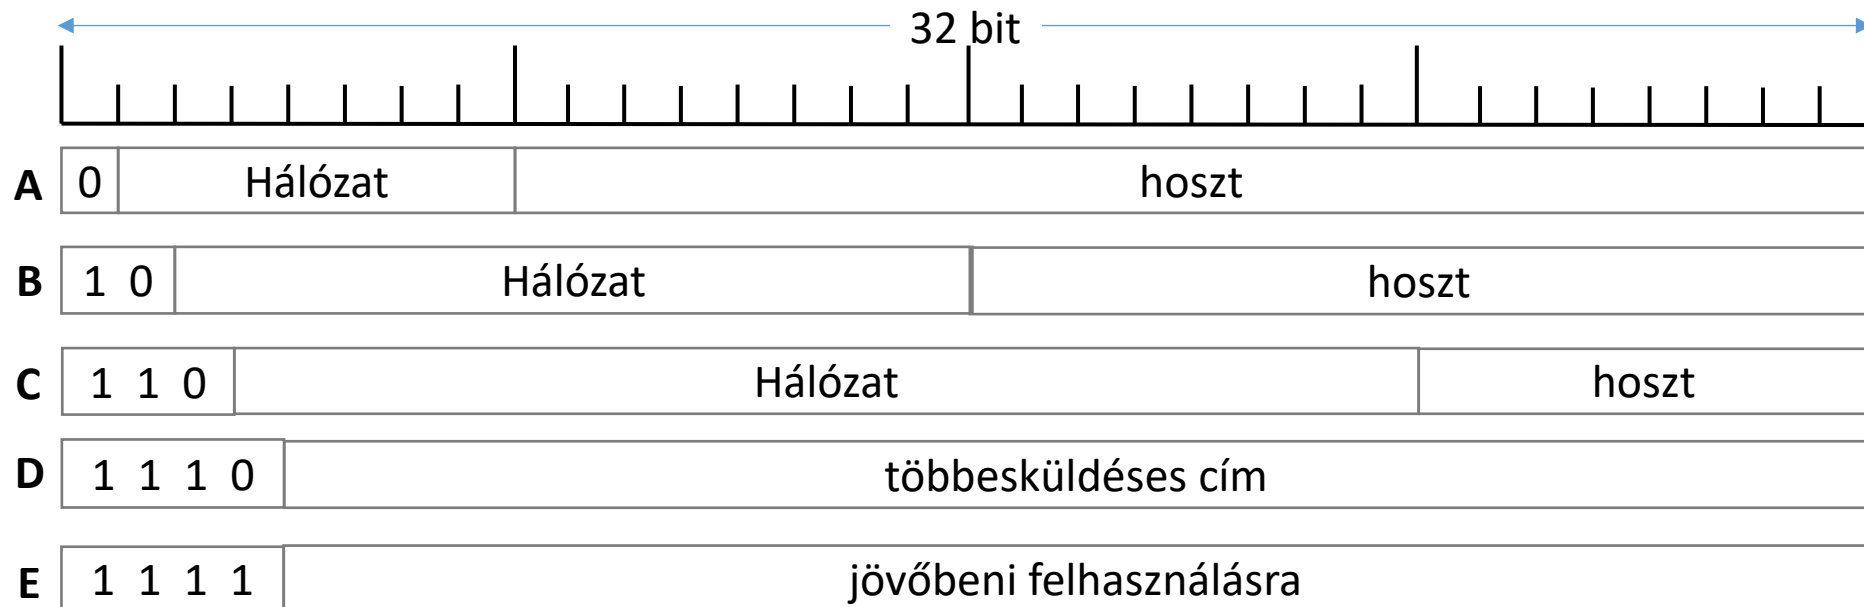 32 bit
A 0 Hálózat hoszt
B 1 0 Hálózat hoszt
C 1 1 0 Hálózat hoszt
D 1 1 1 0 többesküldéses cím
E 1 1 1 1 jövőbeni felhasználásra